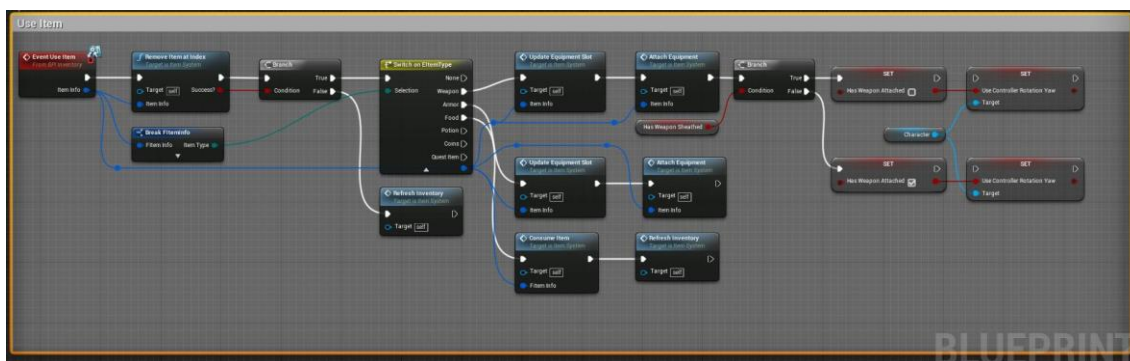 Use Item
Event Use Item
From BPI Inventory
Item Info
Remove Item at Index
Target is Item System
Target self Success?
Item Info
Break FItemInfo
FItem Info Item Type
Branch
True
Condition False
Switch on EItemType
None
Selection Weapon
Armor
Food
Potion
Coins
Quest Item
Refresh Inventory
Target is Item System
Target self
Update Equipment Slot
Target is Item System
Target self
Item Info
Attach Equipment
Target is Item System
Target self
Item Info
Has Weapon Sheathed
Branch
True
Condition False
SET
Has Weapon Attached
SET
Use Controller Rotation Yaw
Target
Character
SET
Has Weapon Attached
SET
Use Controller Rotation Yaw
Target
Update Equipment Slot
Target is Item System
Target self
Item Info
Attach Equipment
Target is Item System
Target self
Item Info
Consume Item
Target is Item System
Target self
FItem Info
Refresh Inventory
Target is Item System
Target self
BLUEPRINT